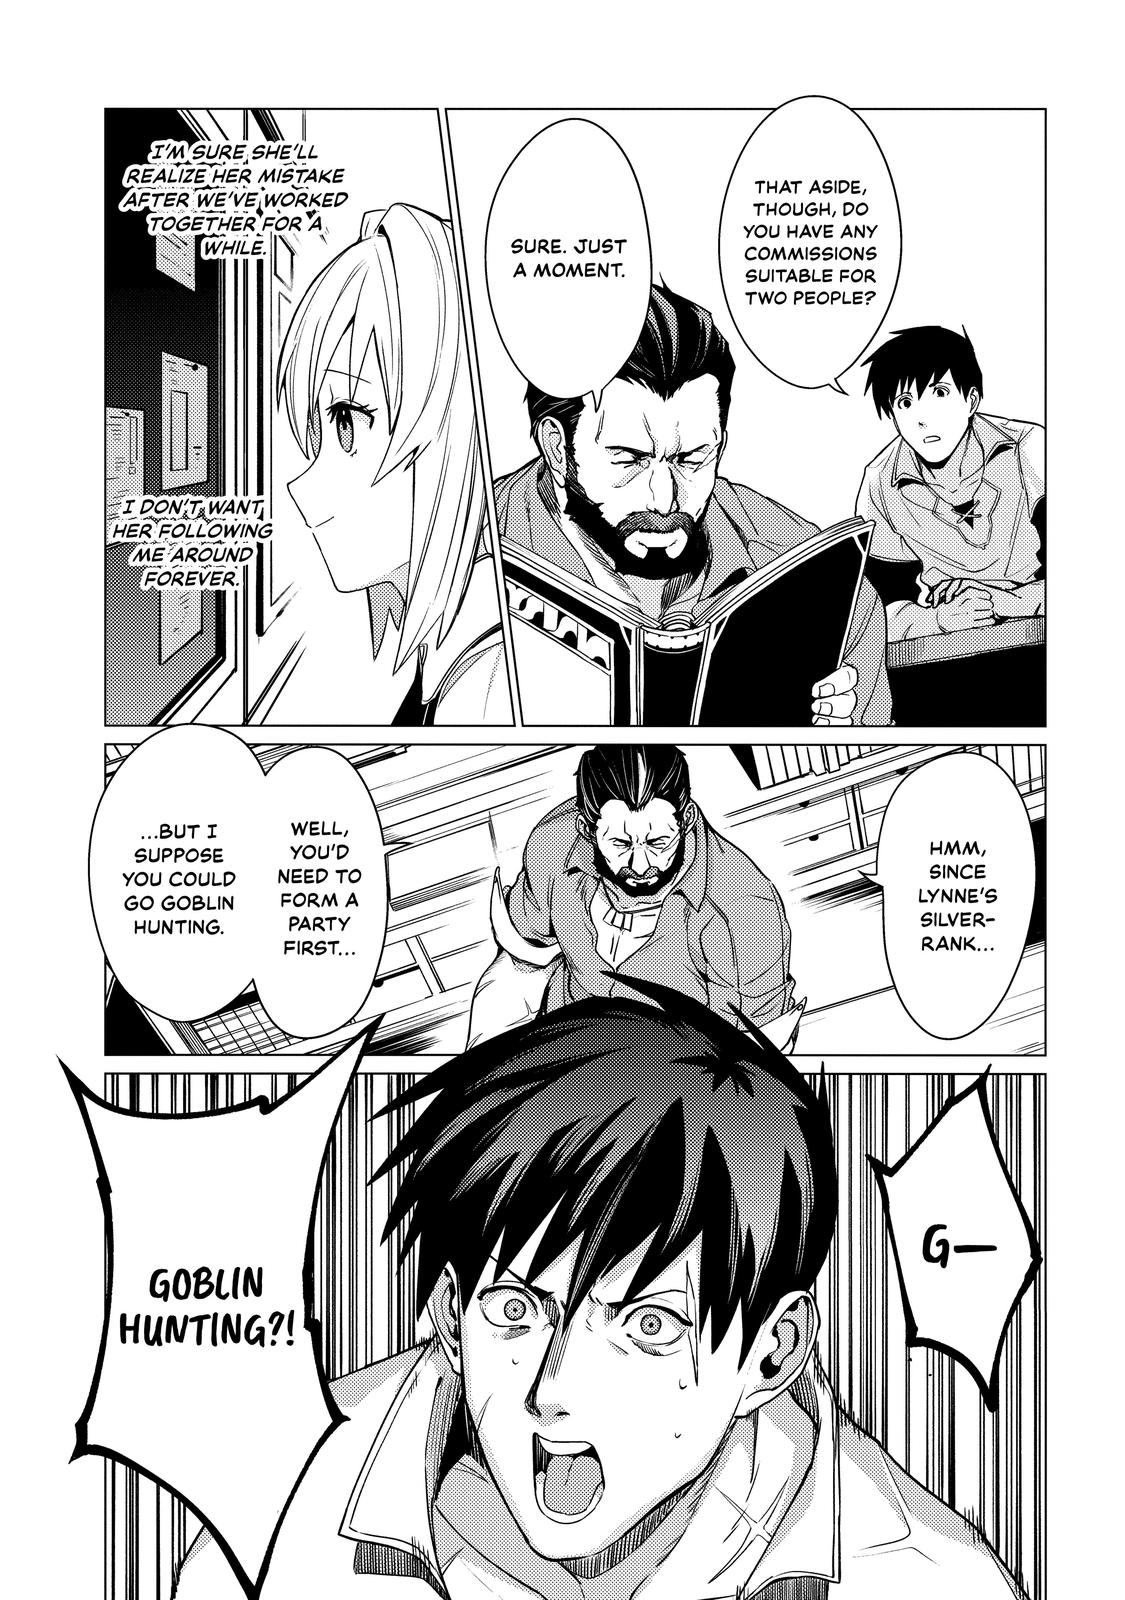 THAT ASIDE,
THOUGH, DO
YOU HAVE ANY
COMMISSIONS
SUITABLE FOR
TWO PEOPLE?
SURE. JUST
A MOMENT.
I'M SURE SHE'LL
REALIZE HER MISTAKE
AFTER WE'VE WORKED
TOGETHER FOR A
WHILE.
I DON'T WANT
HER FOLLOWING
ME AROUND
FOREVER.
HMM,
SINCE
LYNNE'S
SILVER-
RANK...
WELL,
YOU'D
NEED TO
FORM A
PARTY
FIRST...
...BUT I
SUPPOSE
YOU COULD
GO GOBLIN
HUNTING.
G—
GOBLIN
HUNTING?!